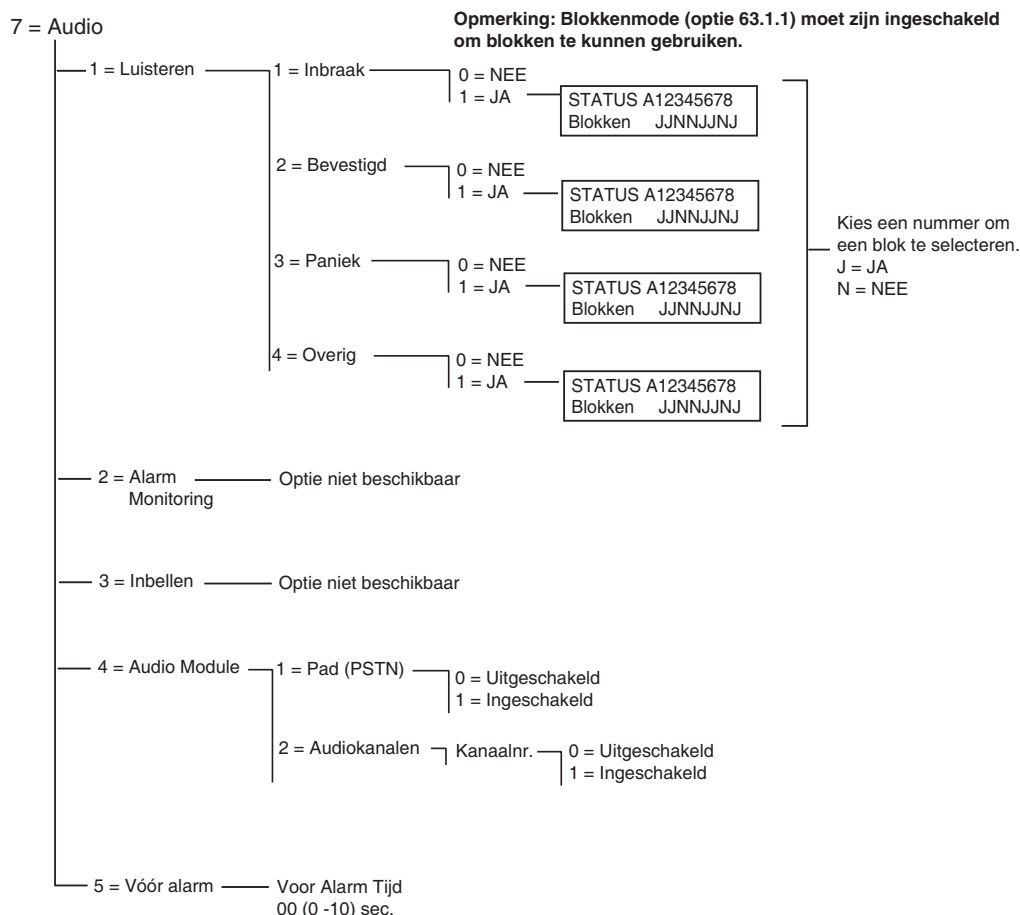 7 = Audio
Opmerking: Blokkenmode (optie 63.1.1) moet zijn ingeschakeld
om blokken te kunnen gebruiken.
1 = Luisteren
1 = Inbraak
0 = NEE
1 = JA
STATUS A12345678
Blokken JJNNJJNJ
2 = Bevestigd
0 = NEE
1 = JA
STATUS A12345678
Blokken JJNNJJNJ
3 = Paniek
0 = NEE
1 = JA
STATUS A12345678
Blokken JJNNJJNJ
4 = Overig
0 = NEE
1 = JA
STATUS A12345678
Blokken JJNNJJNJ
Kies een nummer om
een blok te selecteren.
J = JA
N = NEE
2 = Alarm
Monitoring
Optie niet beschikbaar
3 = Inbellen
Optie niet beschikbaar
4 = Audio Module
1 = Pad (PSTN)
0 = Uitgeschakeld
1 = Ingeschakeld
2 = Audiokanalen
Kanaalnr.
0 = Uitgeschakeld
1 = Ingeschakeld
5 = Vóór alarm
Voor Alarm Tijd
00 (0 -10) sec.